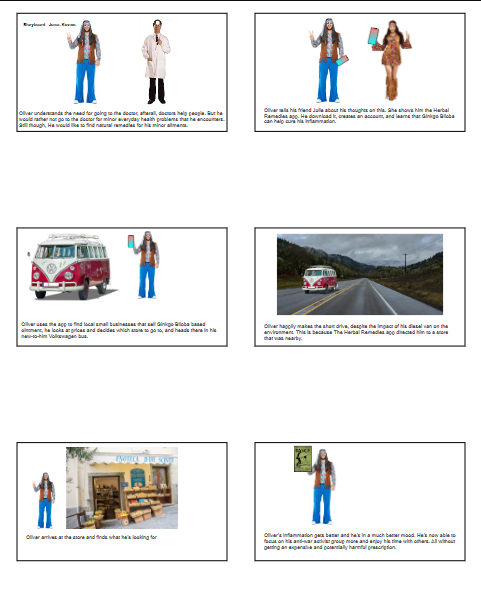 Storyboard. Jesus. Kenan.
Oliver understands the need for going to the doctor, afterall, doctors help people. But he
would rather not go to the doctor for minor everyday health problems that he encounters.
Still though, He would like to find natural remedies for his minor ailments.
Oliver tells his friend Julie about his thoughts on this. She shows him the Herbal
Remedies app. He download it, creates an account, and learns that Ginkgo Biloba
can help cure his inflammation.
Oliver uses the app to find local small businesses that sell Ginkgo Biloba based
ointment, he looks at prices and decides which store to go to, and heads there in his
new-to-him Volkswagen bus.
Oliver happily makes the short drive, despite the impact of his diesel van on the
environment. This is because The Herbal Remedies app directed him to a store
that was nearby.
Oliver arrives at the store and finds what he's looking for
Oliver's inflammation gets better and he's in a much better mood. He's now able to
focus on his anti-war activist group more and enjoy his time with others. All without
getting an expensive and potentially harmful prescription.